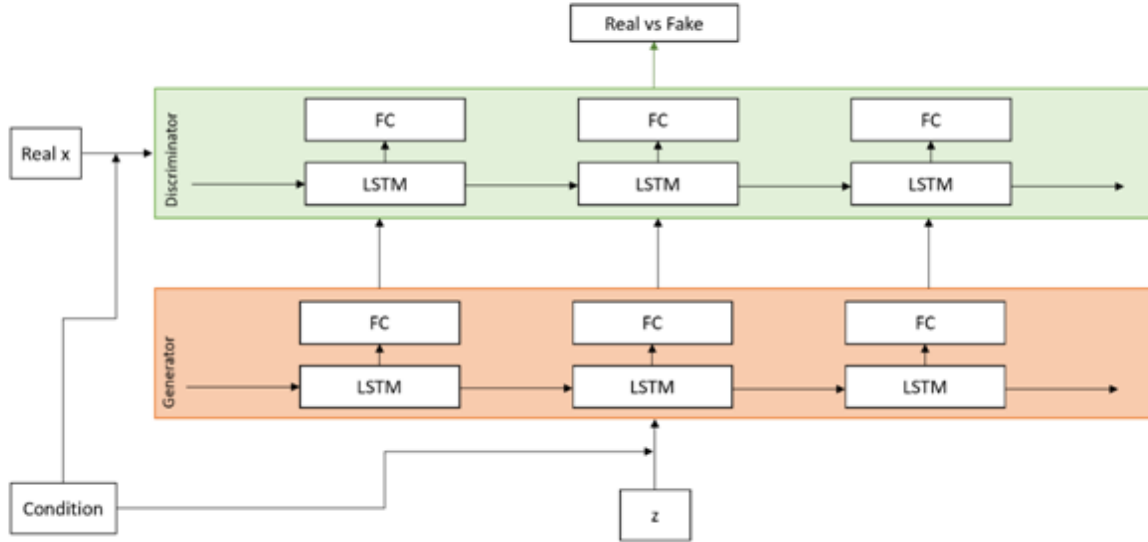 Real vs Fake
Discriminator
FC
FC
FC
Real x
LSTM
LSTM
LSTM
Generator
FC
FC
FC
LSTM
LSTM
LSTM
Condition
z